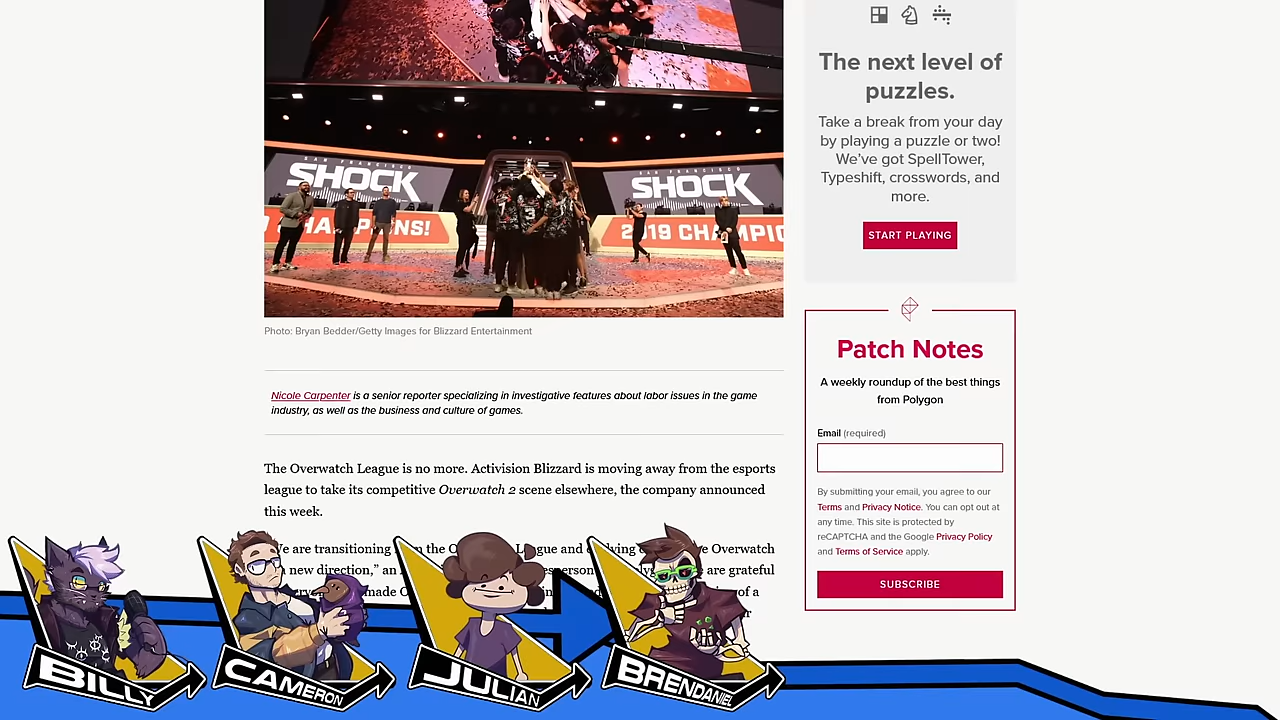 SAN FRANCISCO
SHOCK
SAN FRANCISCO
SHOCK
CHAMPIONS!
2019 CHAMPIO
Photo: Bryan Bedder/Getty Images for Blizzard Entertainment
Nicole Carpenter is a senior reporter specializing in investigative features about labor issues in the game
industry, as well as the business and culture of games.
The Overwatch League is no more. Activision Blizzard is moving away from the esports
league to take its competitive Overwatch 2 scene elsewhere, the company announced
this week.
are transitioning
Overwatch
new direction,”
are grateful
made
of a
BILLY
CAMERON
JULIAN
BRENDANIEL
The next level of
puzzles.
Take a break from your day
by playing a puzzle or two!
We’ve got SpellTower,
Typeshift, crosswords, and
more.
START PLAYING
Patch Notes
A weekly roundup of the best things
from Polygon
Email (required)
By submitting your email, you agree to our
Terms and Privacy Notice. You can opt out at
any time. This site is protected by
reCAPTCHA and the Google Privacy Policy
and Terms of Service apply.
SUBSCRIBE